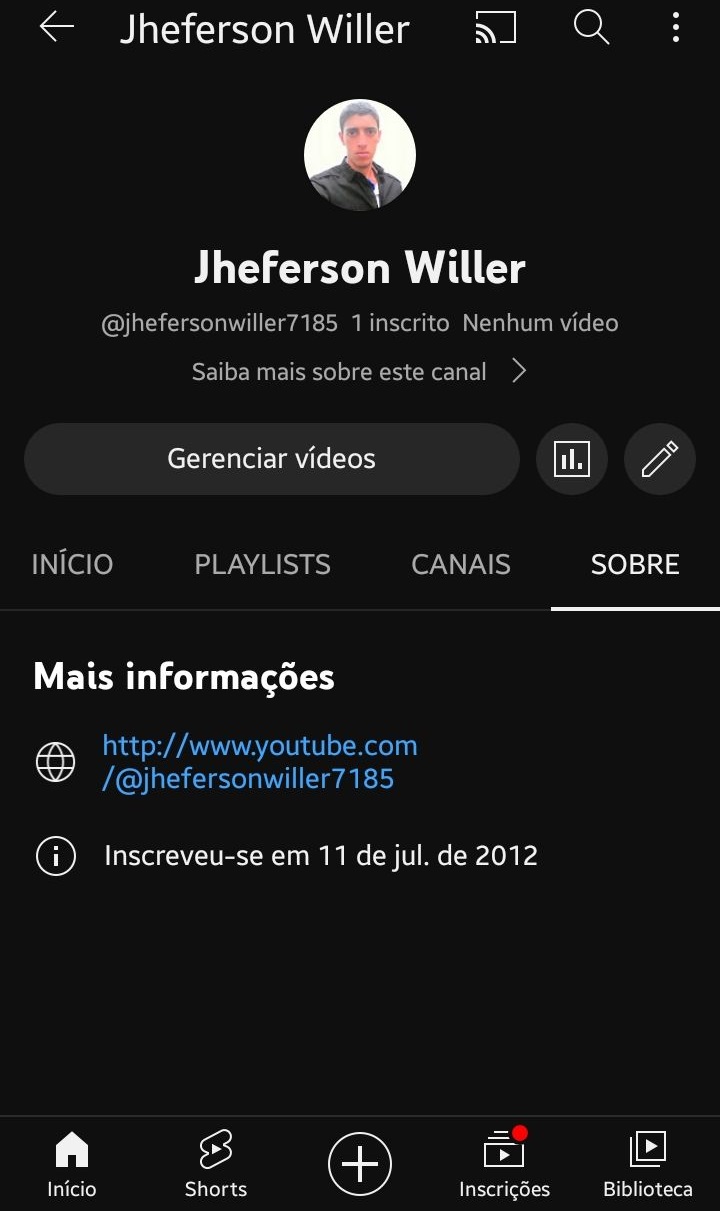 Jheferson Willer
Jheferson Willer
@jhefersonwiller7185 1 inscrito Nenhum vídeo
Saiba mais sobre este canal
Gerenciar vídeos
INÍCIO PLAYLISTS CANAIS SOBRE
Mais informações
http://www.youtube.com
/@jhefersonwiller7185
Inscreveu-se em 11 de jul. de 2012
Início Shorts Inscrições Biblioteca